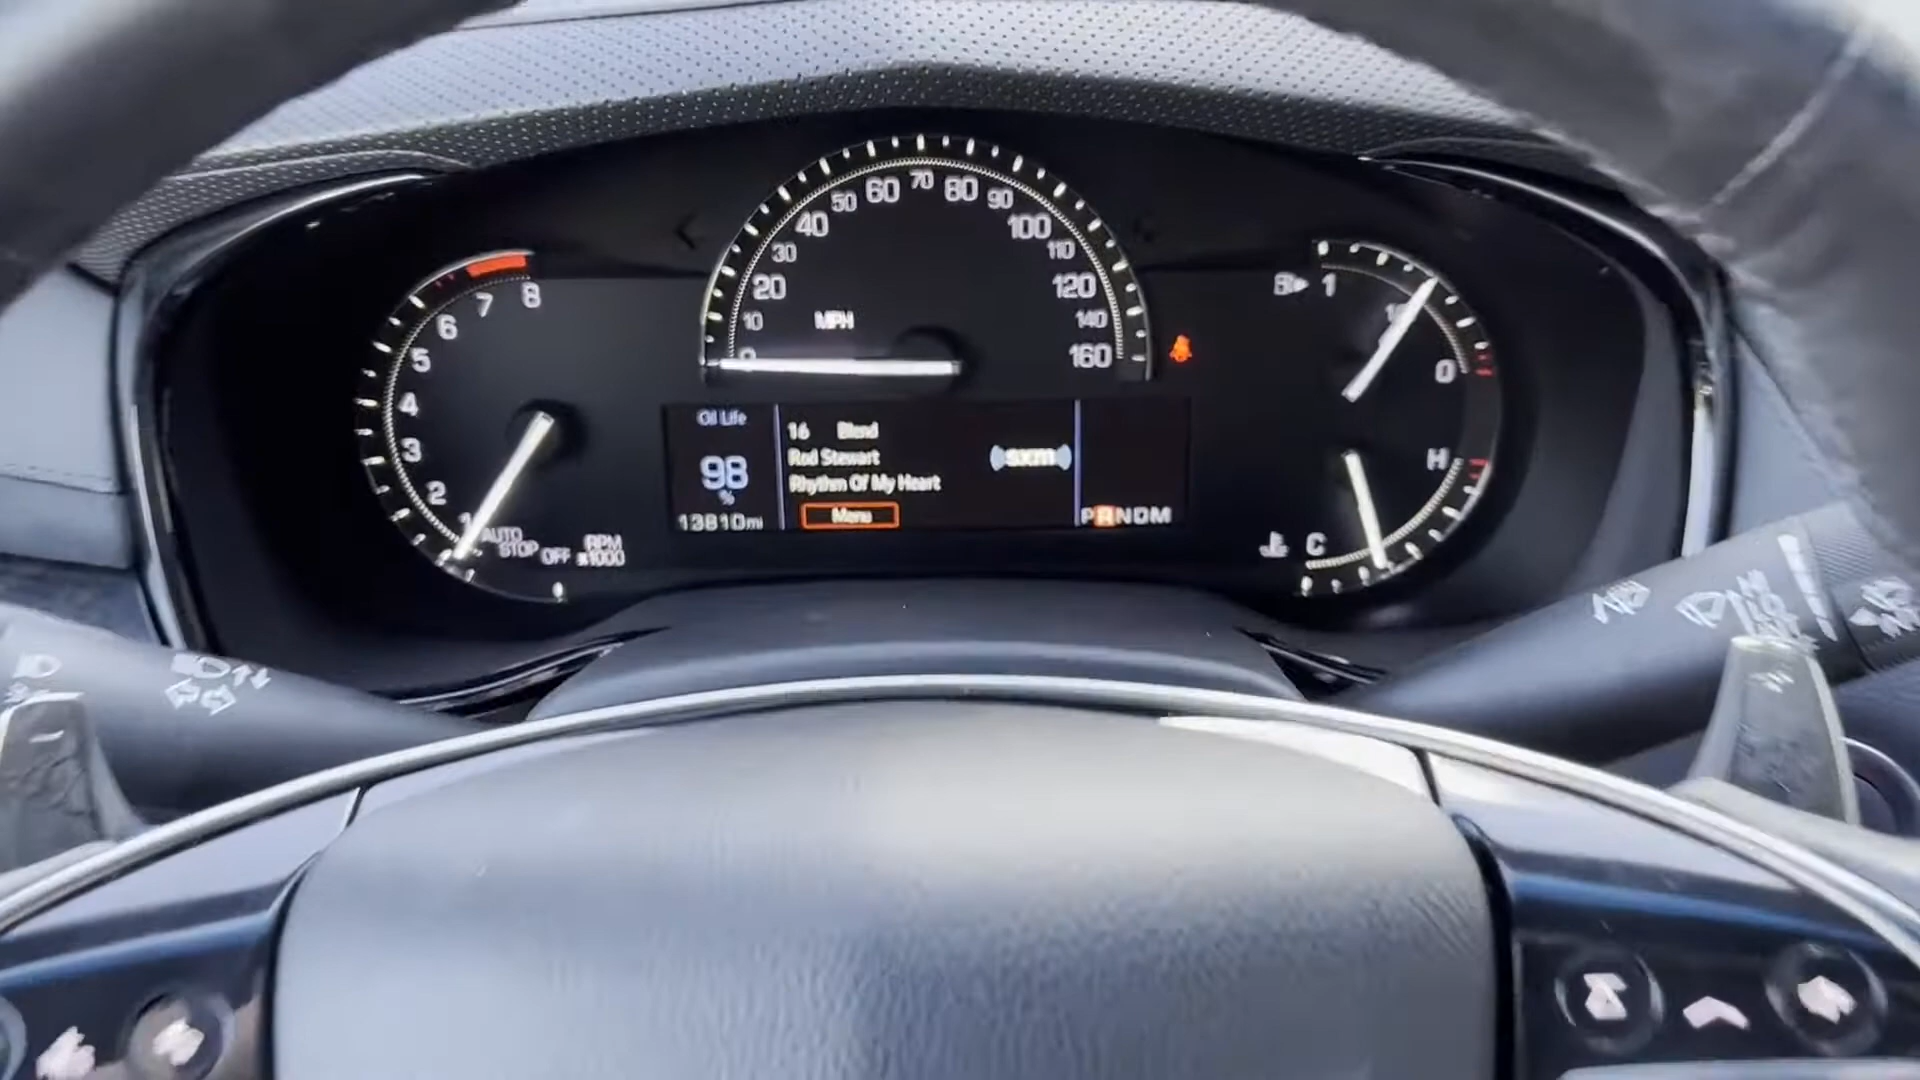 8
7
6
5
4
3
2
1
AUTO
STOP
OFF
RPM
x1000
0
10
20
30
40
50
60
70
80
90
100
110
120
140
160
MPH
Oil Life
98
%
13810mi
16 Blend
Rod Stewart
Rhythm Of My Heart
Menu
((sxm))
PRNDM
1
0
H
C